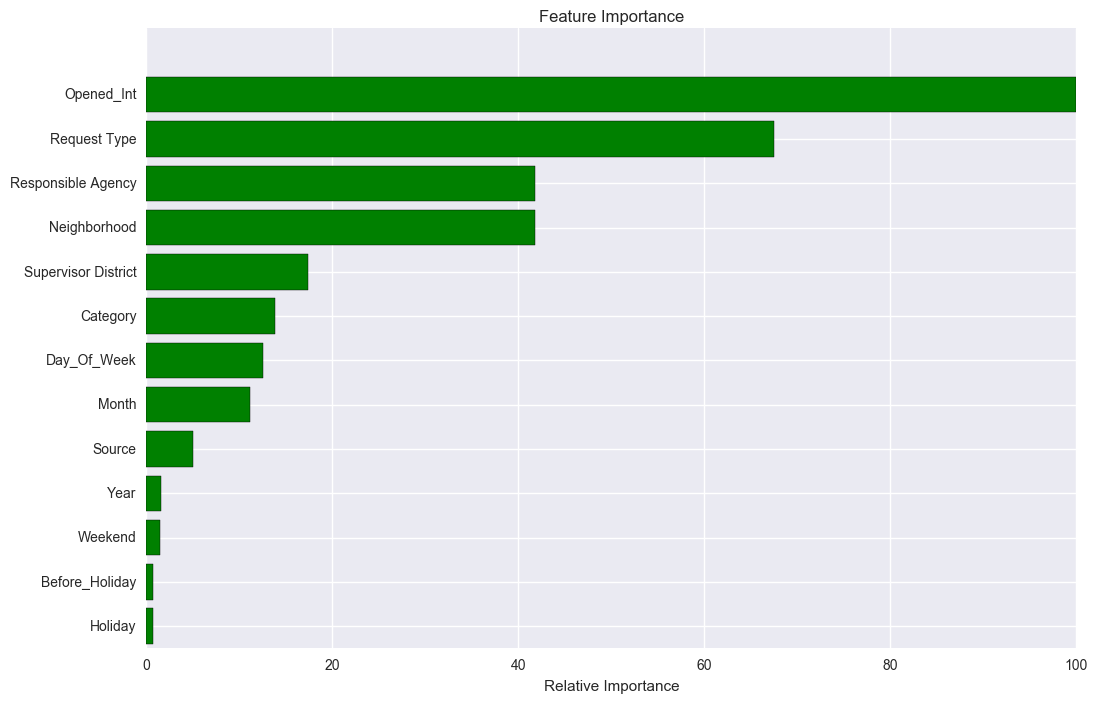 Feature Importance
Opened_Int
Request Type
Responsible Agency
Neighborhood
Supervisor District
Category
Day_Of_Week
Month
Source
Year
Weekend
Before_Holiday
Holiday
0 20 40 60 80 100
Relative Importance